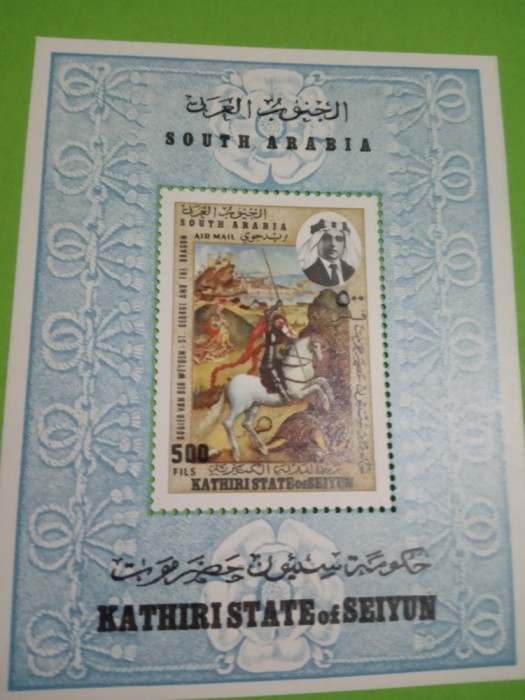 الجنوب العربي
SOUTH ARABIA
الجنوب العربي
SOUTH ARABIA
AIR MAIL بريد جوي
ROGIER VAN DER WEYDEN: ST. GEORGE AND THE DRAGON
٥٠٠
500
FILS
KATHIRI STATE of SEIYUN
حكومة سيئون حضرموت
KATHIRI STATE of SEIYUN